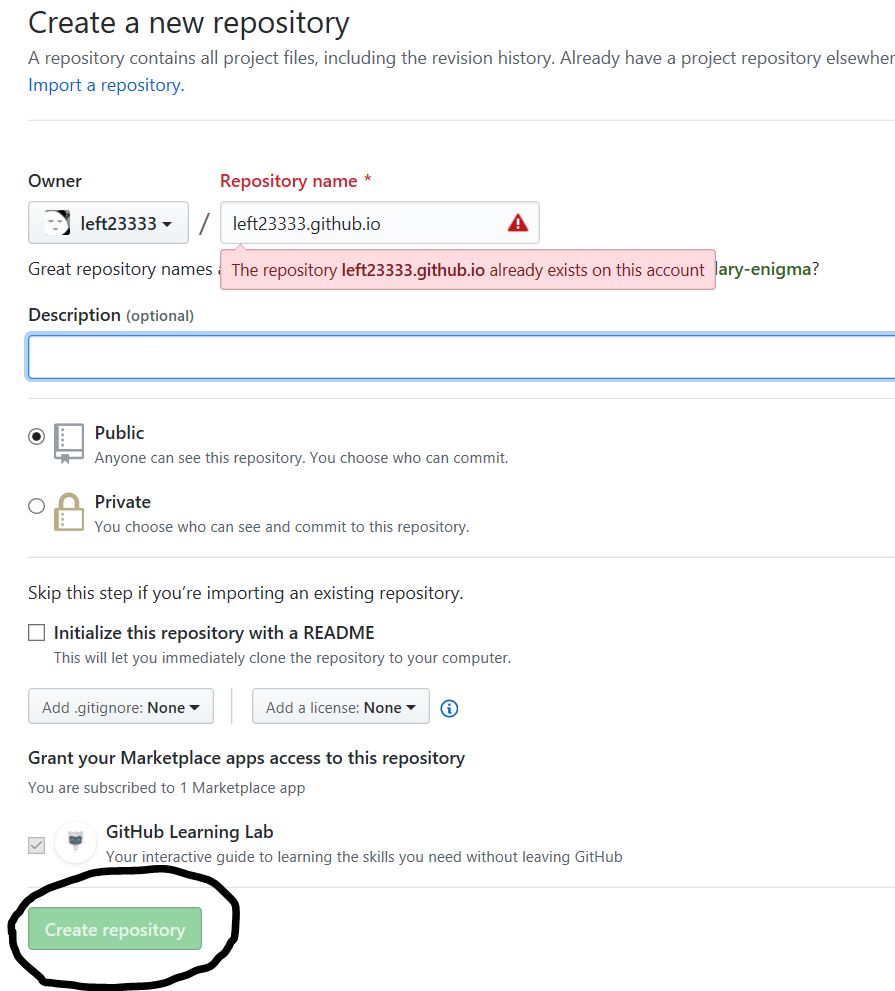 Create a new repository
A repository contains all project files, including the revision history. Already have a project repository
Import a repository.
Owner Repository name *
left23333 / left23333.github.io
Great repository names
The repository left23333.github.io already exists on this account
Description (optional)
Public
Anyone can see this repository. You choose who can commit.
Private
You choose who can see and commit to this repository.
Skip this step if you’re importing an existing repository.
Initialize this repository with a README
This will let you immediately clone the repository to your computer.
Add .gitignore: None Add a license: None
Grant your Marketplace apps access to this repository
You are subscribed to 1 Marketplace app
GitHub Learning Lab
Your interactive guide to learning the skills you need without leaving GitHub
Create repository